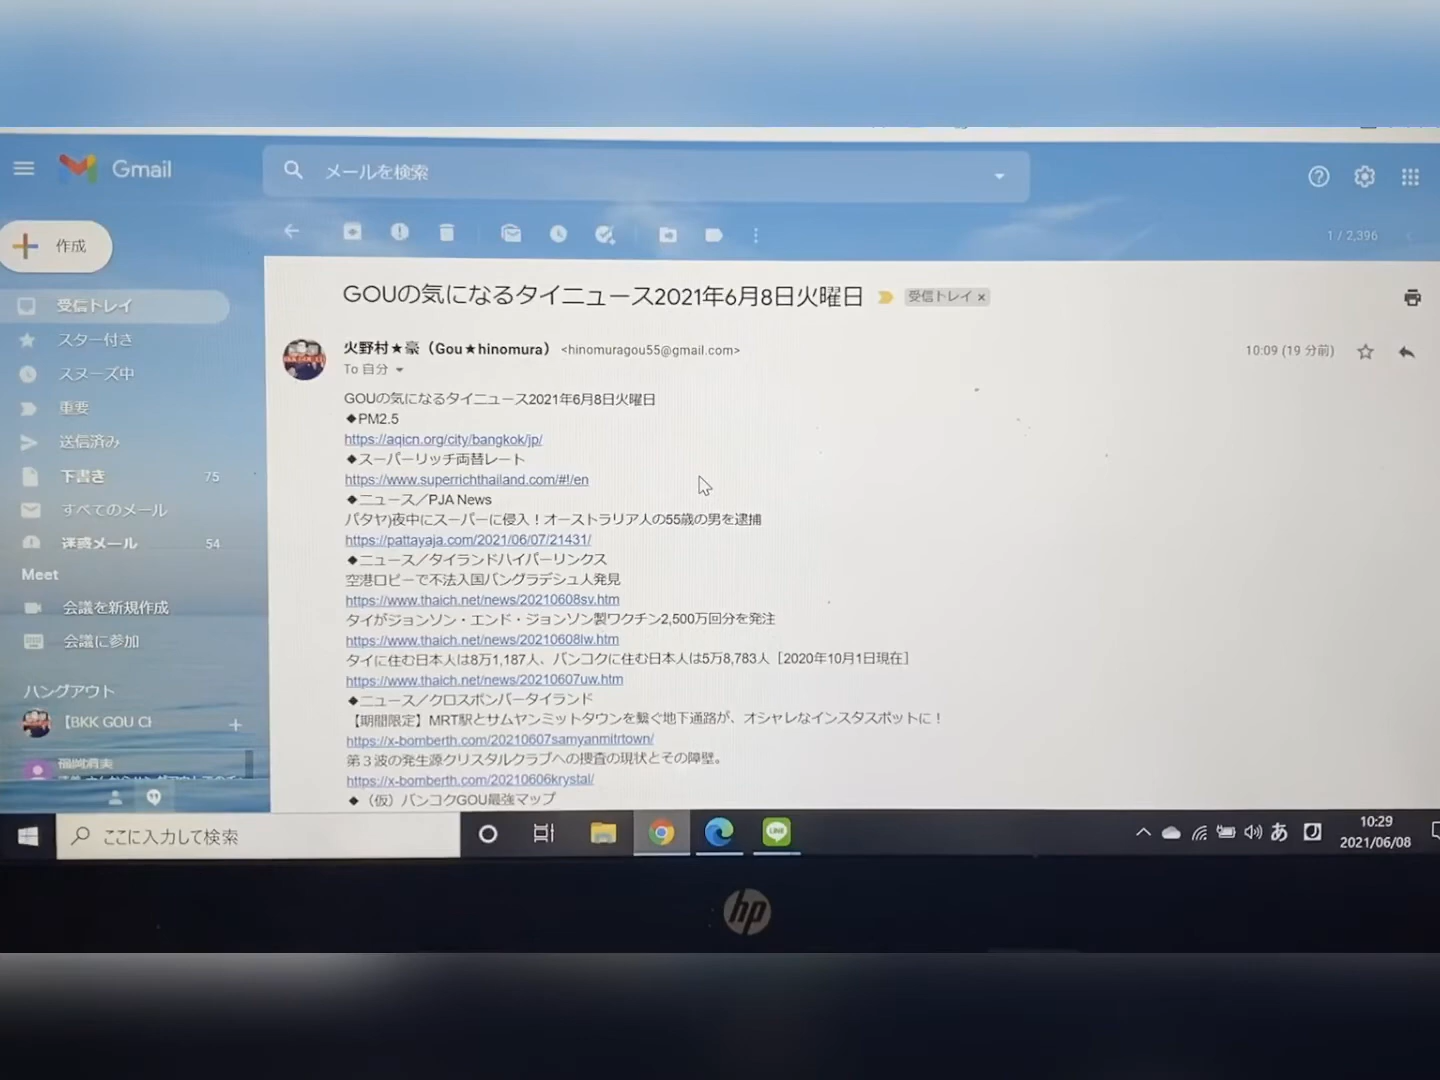 Gmail
メールを検索
作成
1 / 2,396
受信トレイ
スター付き
スヌーズ中
重要
送信済み
下書き 75
すべてのメール
迷惑メール 54
Meet
会議を新規作成
会議に参加
ハングアウト
【BKK GOU CH
GOUの気になるタイニュース2021年6月8日火曜日 受信トレイ ×
火野村★豪（Gou★hinomura） <hinomuragou55@gmail.com>
10:09 (19 分前)
To 自分
GOUの気になるタイニュース2021年6月8日火曜日
◆PM2.5
https://aqicn.org/city/bangkok/jp/
◆スーパーリッチ両替レート
https://www.superrichthailand.com/#!/en
◆ニュース／PJA News
パタヤ)夜中にスーパーに侵入！オーストラリア人の55歳の男を逮捕
https://pattayaja.com/2021/06/07/21431/
◆ニュース／タイランドハイパーリンクス
空港ロビーで不法入国バングラデシュ人発見
https://www.thaich.net/news/20210608sv.htm
タイがジョンソン・エンド・ジョンソン製ワクチン2,500万回分を発注
https://www.thaich.net/news/20210608lw.htm
タイに住む日本人は8万1,187人、バンコクに住む日本人は5万8,783人［2020年10月1日現在］
https://www.thaich.net/news/20210607uw.htm
◆ニュース／クロスボンバータイランド
【期間限定】MRT駅とサムヤンミットタウンを繋ぐ地下通路が、オシャレなインスタスポットに！
https://x-bomberth.com/20210607samyanmitrtown/
第３波の発生源クリスタルクラブへの捜査の現状とその障壁。
https://x-bomberth.com/20210606krystal/
◆（仮）バンコクGOU最強マップ
ここに入力して検索
LINE
あ
10:29
2021/06/08
hp